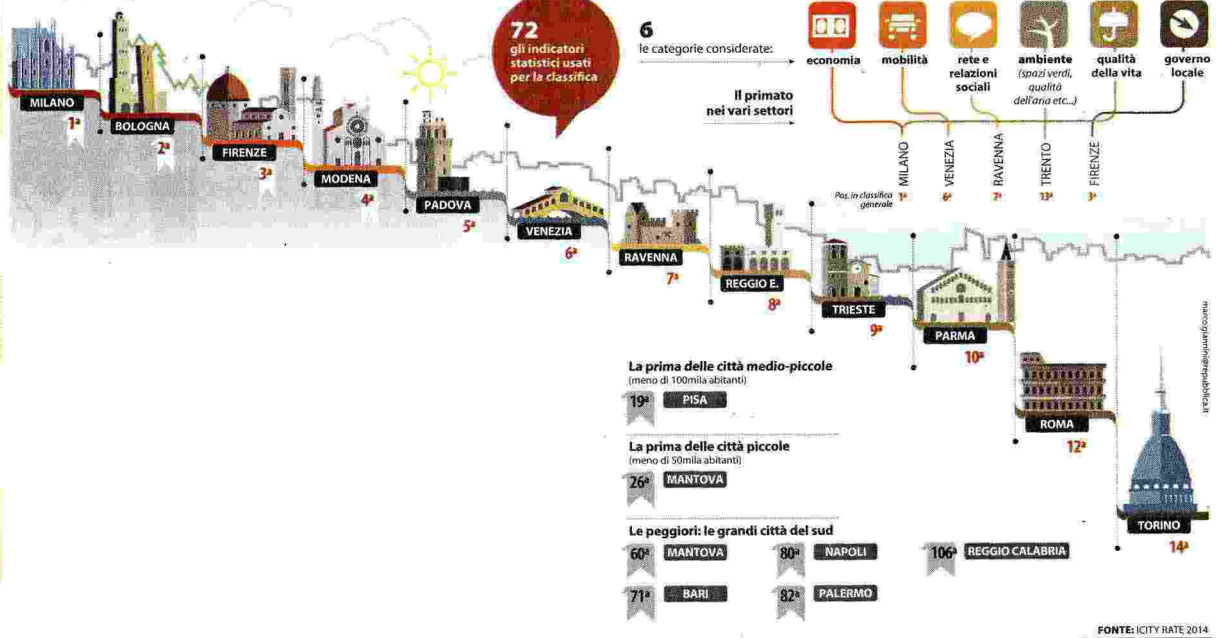 72
gli indicatori
statistici usati
per la classifica
6
le categorie considerate:
economia
mobilità
rete e
relazioni
sociali
ambiente
(spazi verdi,
qualità
dell'aria etc...)
qualità
della vita
governo
locale
Il primato
nei vari settori
MILANO
VENEZIA
RAVENNA
TRENTO
FIRENZE
Pos. in classifica
generale
1ª 6ª 7ª 13ª 3ª
MILANO
1ª
BOLOGNA
2ª
FIRENZE
3ª
MODENA
4ª
PADOVA
5ª
VENEZIA
6ª
RAVENNA
7ª
REGGIO E.
8ª
TRIESTE
9ª
PARMA
10ª
ROMA
12ª
TORINO
14ª
La prima delle città medio-piccole
(meno di 100mila abitanti)
19ª PISA
La prima delle città piccole
(meno di 50mila abitanti)
26ª MANTOVA
Le peggiori: le grandi città del sud
60ª MANTOVA 80ª NAPOLI 106ª REGGIO CALABRIA
71ª BARI 82ª PALERMO
marco.giannini@repubblica.it
FONTE: ICITY RATE 2014